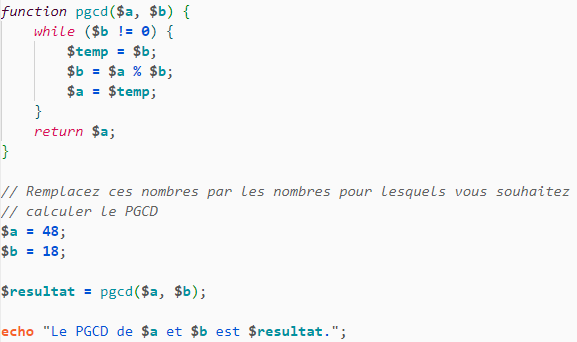 function pgcd($a, $b) {
    while ($b != 0) {
        $temp = $b;
        $b = $a % $b;
        $a = $temp;
    }
    return $a;
}

// Remplacez ces nombres par les nombres pour lesquels vous souhaitez
// calculer le PGCD
$a = 48;
$b = 18;

$resultat = pgcd($a, $b);

echo "Le PGCD de $a et $b est $resultat.";